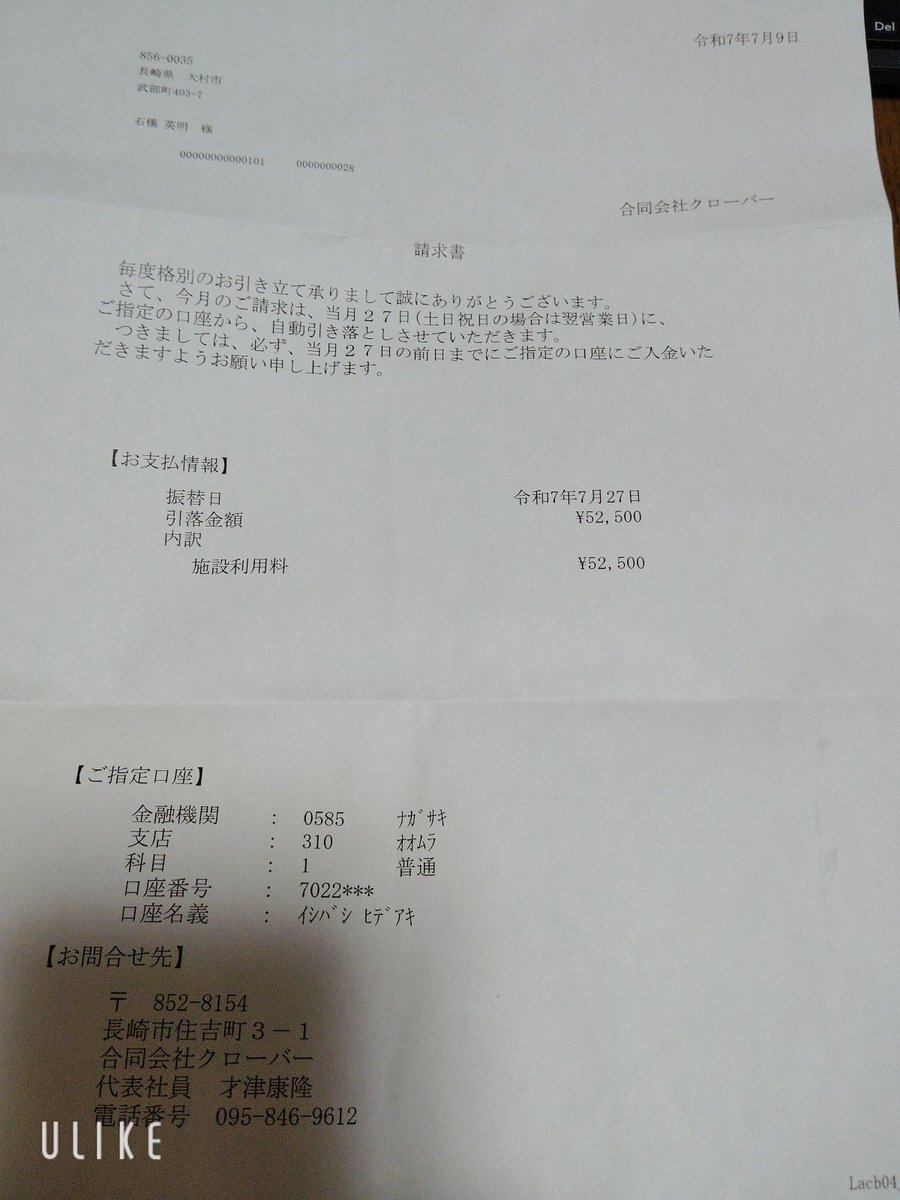 Del
令和7年7月9日
856-0035
長崎県　大村市
武部町403-7
石橋 英明　様
00000000000101　0000000028
合同会社クローバー
請求書
毎度格別のお引き立て承りまして誠にありがとうございます。
さて、今月のご請求は、当月２７日(土日祝日の場合は翌営業日)に、
ご指定の口座から、自動引き落としさせていただきます。
つきましては、必ず、当月２７日の前日までにご指定の口座にご入金いた
だきますようお願い申し上げます。
【お支払情報】
振替日　令和7年7月27日
引落金額　¥52,500
内訳
施設利用料　¥52,500
【ご指定口座】
金融機関　：　0585　ﾅｶﾞｻｷ
支店　：　310　ｵｵﾑﾗ
科目　：　1　普通
口座番号　：　7022***
口座名義　：　ｲｼﾊﾞｼ ﾋﾃﾞｱｷ
【お問合せ先】
〒　852-8154
長崎市住吉町３－１
合同会社クローバー
代表社員　才津康隆
電話番号　095-846-9612
ULIKE
Lacb04